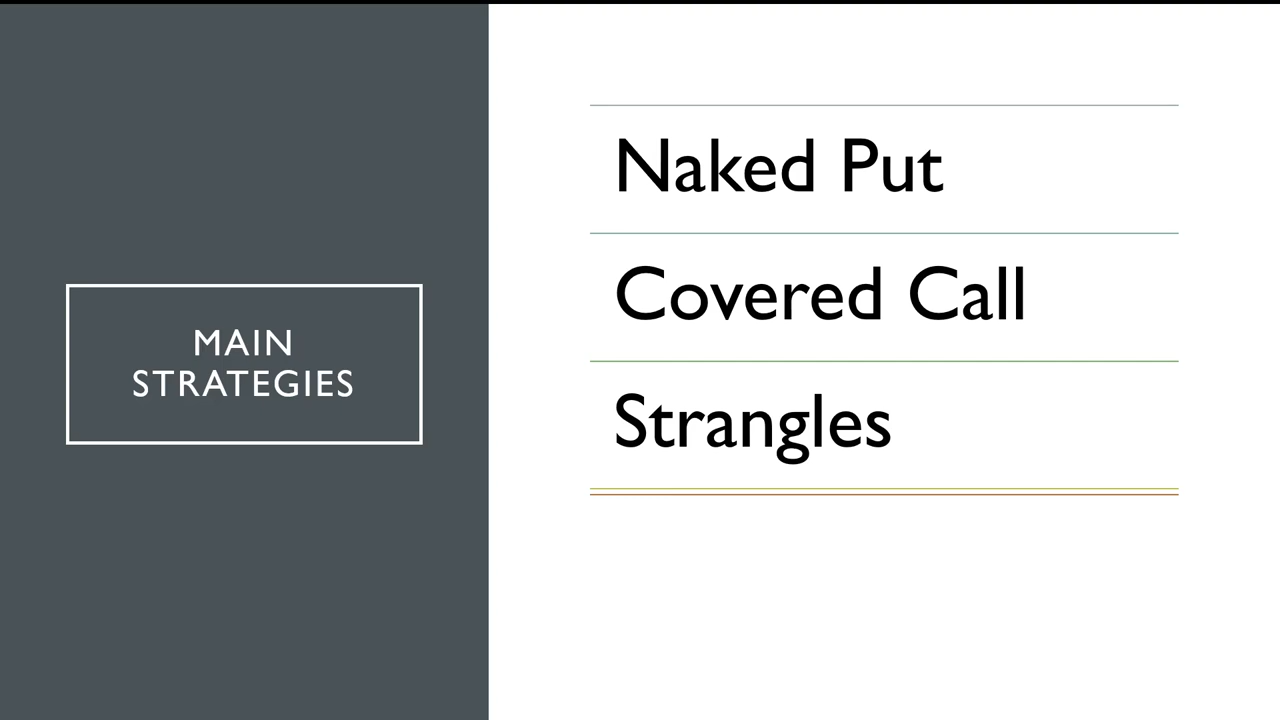 MAIN
STRATEGIES
Naked Put
Covered Call
Strangles